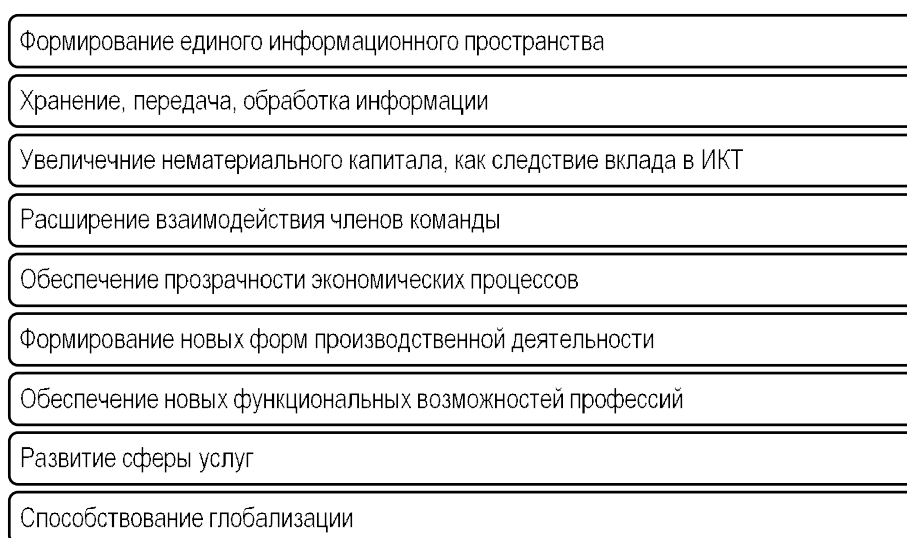 Формирование единого информационного пространства
Хранение, передача, обработка информации
Увеличечние нематериального капитала, как следствие вклада в ИКТ
Расширение взаимодействия членов команды
Обеспечение прозрачности экономических процессов
Формирование новых форм производственной деятельности
Обеспечение новых функциональных возможностей профессий
Развитие сферы услуг
Способствование глобализации